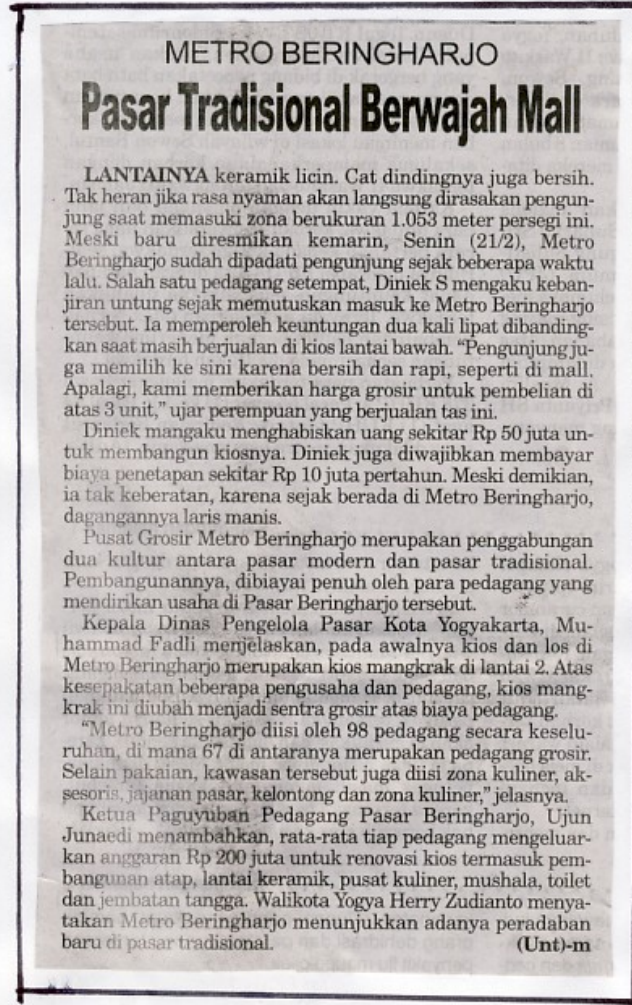 METRO BERINGHARJO
Pasar Tradisional Berwajah Mall
LANTAINYA keramik licin. Cat dindingnya juga bersih.
Tak heran jika rasa nyaman akan langsung dirasakan pengun-
jung saat memasuki zona berukuran 1.053 meter persegi ini.
Meski baru diresmikan kemarin, Senin (21/2), Metro
Beringharjo sudah dipadati pengunjung sejak beberapa waktu
lalu. Salah satu pedagang setempat, Diniek S mengaku keban-
jiran untung sejak memutuskan masuk ke Metro Beringharjo
tersebut. Ia memperoleh keuntungan dua kali lipat dibanding-
kan saat masih berjualan di kios lantai bawah. “Pengunjung ju-
ga memilih ke sini karena bersih dan rapi, seperti di mall.
Apalagi, kami memberikan harga grosir untuk pembelian di
atas 3 unit,” ujar perempuan yang berjualan tas ini.
Diniek mangaku menghabiskan uang sekitar Rp 50 juta un-
tuk membangun kiosnya. Diniek juga diwajibkan membayar
biaya penetapan sekitar Rp 10 juta pertahun. Meski demikian,
ia tak keberatan, karena sejak berada di Metro Beringharjo,
dagangannya laris manis.
Pusat Grosir Metro Beringharjo merupakan penggabungan
dua kultur antara pasar modern dan pasar tradisional.
Pembangunannya, dibiayai penuh oleh para pedagang yang
mendirikan usaha di Pasar Beringharjo tersebut.
Kepala Dinas Pengelola Pasar Kota Yogyakarta, Mu-
hammad Fadli menjelaskan, pada awalnya kios dan los di
Metro Beringharjo merupakan kios mangkrak di lantai 2. Atas
kesepakatan beberapa pengusaha dan pedagang, kios mang-
krak ini diubah menjadi sentra grosir atas biaya pedagang.
“Metro Beringharjo diisi oleh 98 pedagang secara keselu-
ruhan, di mana 67 di antaranya merupakan pedagang grosir.
Selain pakaian, kawasan tersebut juga diisi zona kuliner, ak-
sesoris, jajanan pasar, kelontong dan zona kuliner,” jelasnya.
Ketua Paguyuban Pedagang Pasar Beringharjo, Ujun
Junaedi menambahkan, rata-rata tiap pedagang mengeluar-
kan anggaran Rp 200 juta untuk renovasi kios termasuk pem-
bangunan atap, lantai keramik, pusat kuliner, mushala, toilet
dan jembatan tangga. Walikota Yogya Herry Zudianto menya-
takan Metro Beringharjo menunjukkan adanya peradaban
baru di pasar tradisional. (Unt)-m